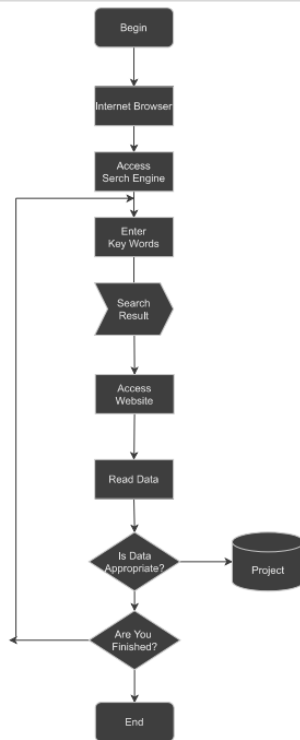 Begin
Internet Browser
Access
Serch Engine
Enter
Key Words
Search
Result
Access
Website
Read Data
Is Data
Appropriate?
Project
Are You
Finished?
End